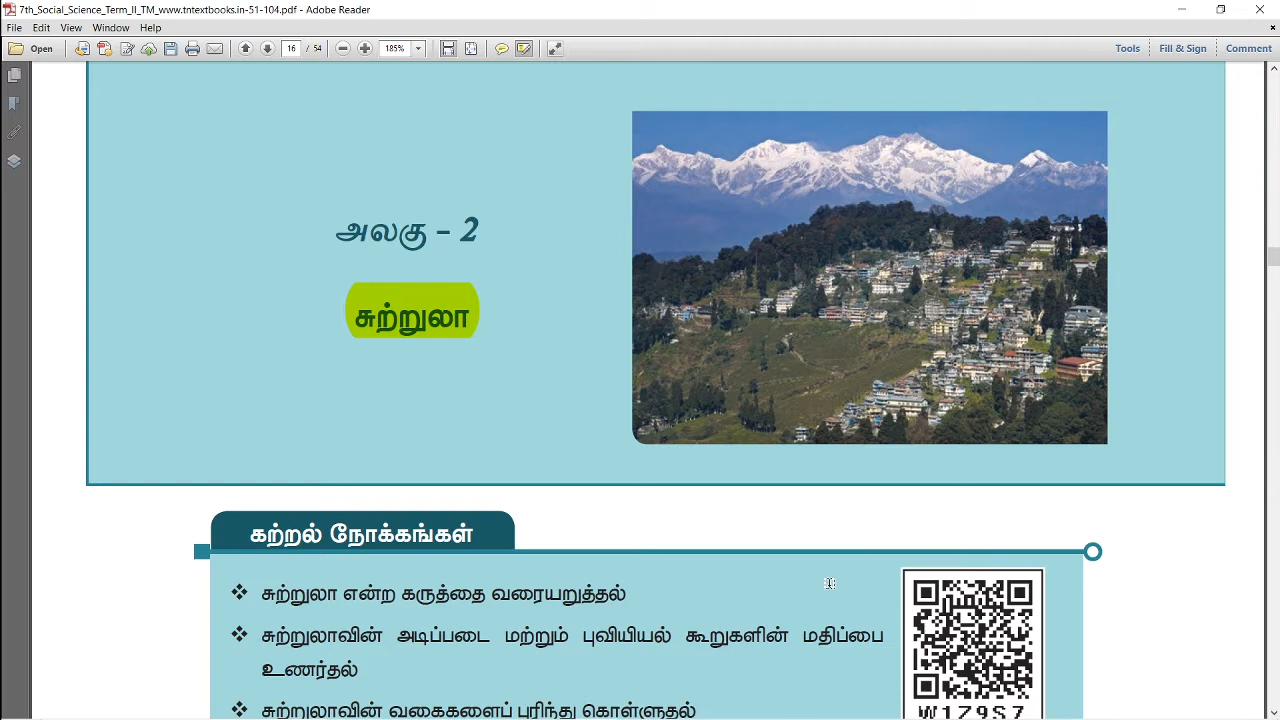 7th_Social_Science_Term_II_TM_www.tntextbooks.in-51-104.pdf - Adobe Reader
File Edit View Window Help
Open 16 / 54 185% Tools Fill & Sign Comment
அலகு – 2
சுற்றுலா
கற்றல் நோக்கங்கள்
❖ சுற்றுலா என்ற கருத்தை வரையறுத்தல்
❖ சுற்றுலாவின் அடிப்படை மற்றும் புவியியல் கூறுகளின் மதிப்பை
உணர்தல்
❖ சுற்றுலாவின் வகைகளைப் புரிந்து கொள்ளுதல்
W1Z9S7